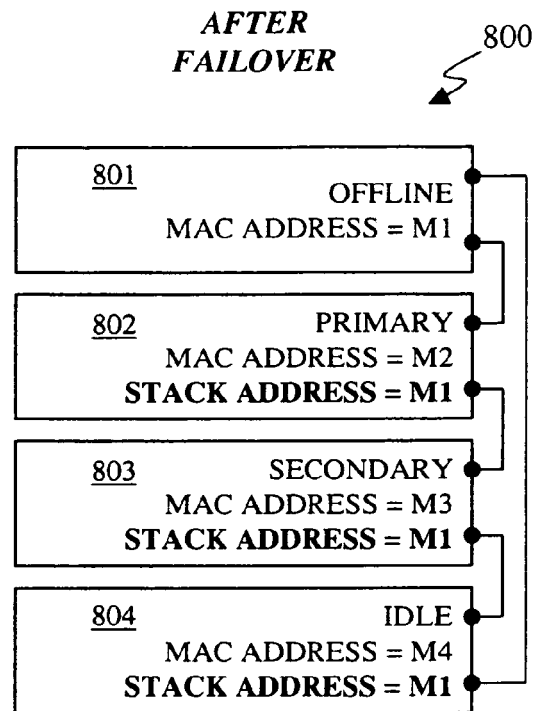 AFTER
FAILOVER
800
801
OFFLINE
MAC ADDRESS = M1
802
PRIMARY
MAC ADDRESS = M2
STACK ADDRESS = M1
803
SECONDARY
MAC ADDRESS = M3
STACK ADDRESS = M1
804
IDLE
MAC ADDRESS = M4
STACK ADDRESS = M1